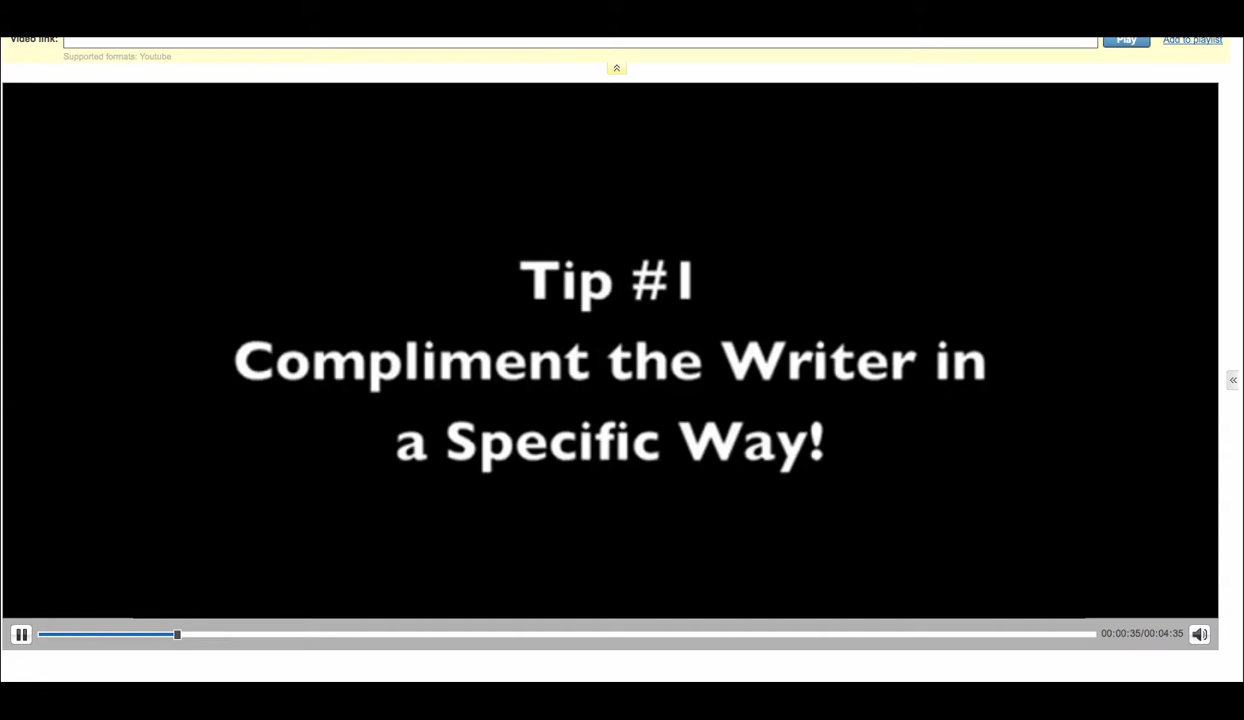 Video link:
Play
Add to playlist
Supported formats: Youtube
Tip #1
Compliment the Writer in
a Specific Way!
00:00:35/00:04:35